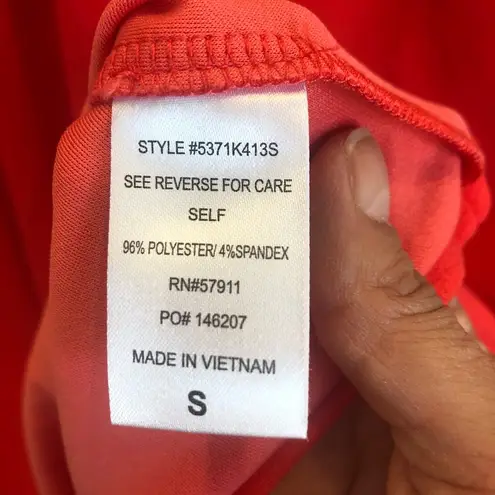 STYLE #5371K413S
SEE REVERSE FOR CARE
SELF
96% POLYESTER/ 4%SPANDEX
RN#57911
PO# 146207
MADE IN VIETNAM
S